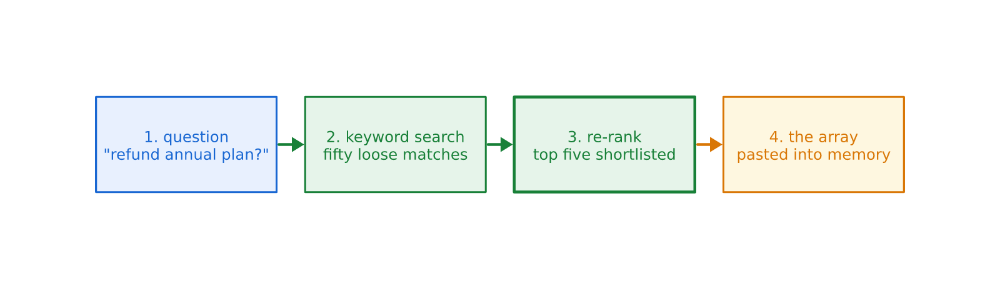 1. question
"refund annual plan?"
2. keyword search
fifty loose matches
3. re-rank
top five shortlisted
4. the array
pasted into memory